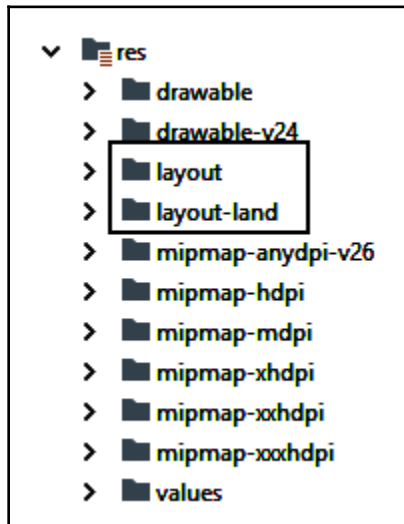 res
drawable
drawable-v24
layout
layout-land
mipmap-anydpi-v26
mipmap-hdpi
mipmap-mdpi
mipmap-xhdpi
mipmap-xxhdpi
mipmap-xxxhdpi
values